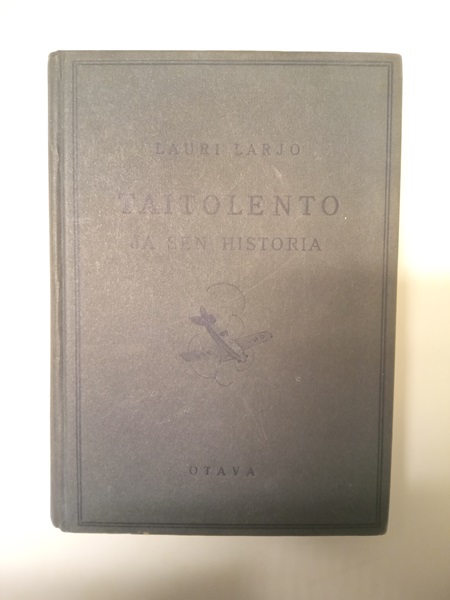 LAURI LARJO
TAITOLENTO
JA SEN HISTORIA
OTAVA